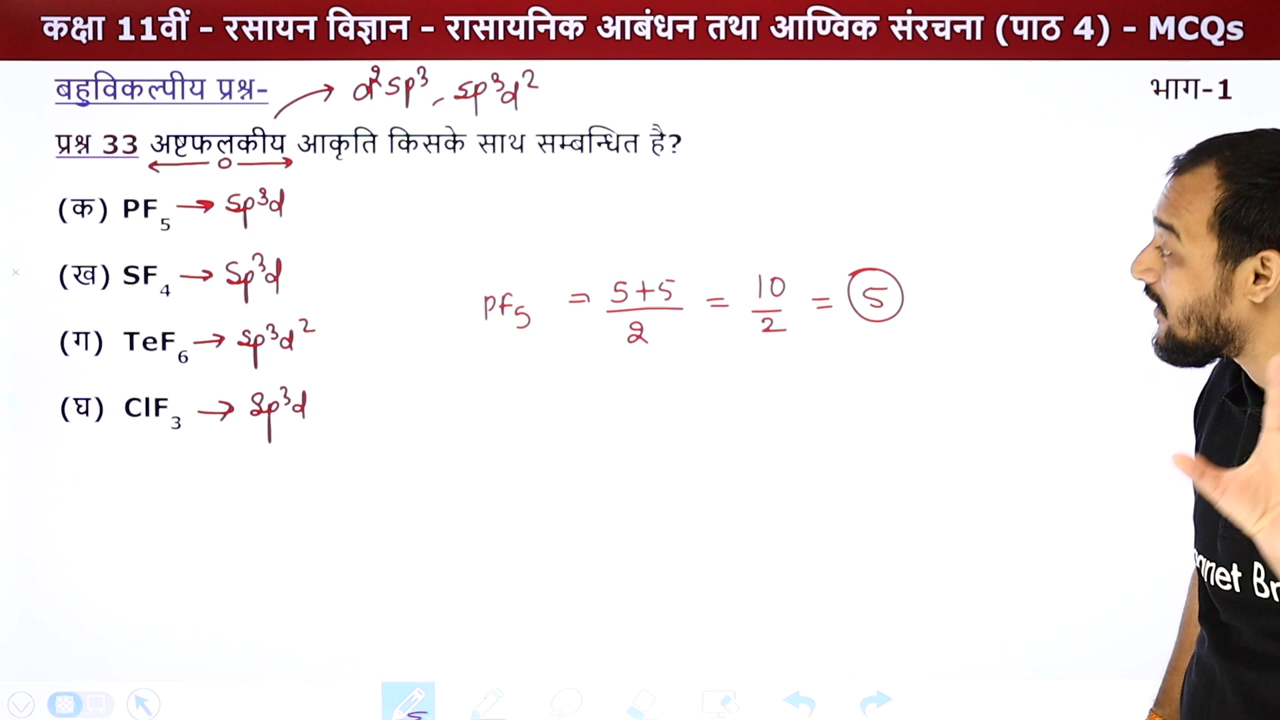 कक्षा 11वीं - रसायन विज्ञान - रासायनिक आबंधन तथा आण्विक संरचना (पाठ 4) - MCQs
बहुविकल्पीय प्रश्न- → d²sp³, sp³d² भाग-1
प्रश्न 33 अष्टफलकीय आकृति किसके साथ सम्बन्धित है?
(क) PF₅ → sp³d
(ख) SF₄ → sp³d
PF₅ = 5+5/2 = 10/2 = 5
(ग) TeF₆ → sp³d²
(घ) ClF₃ → sp³d